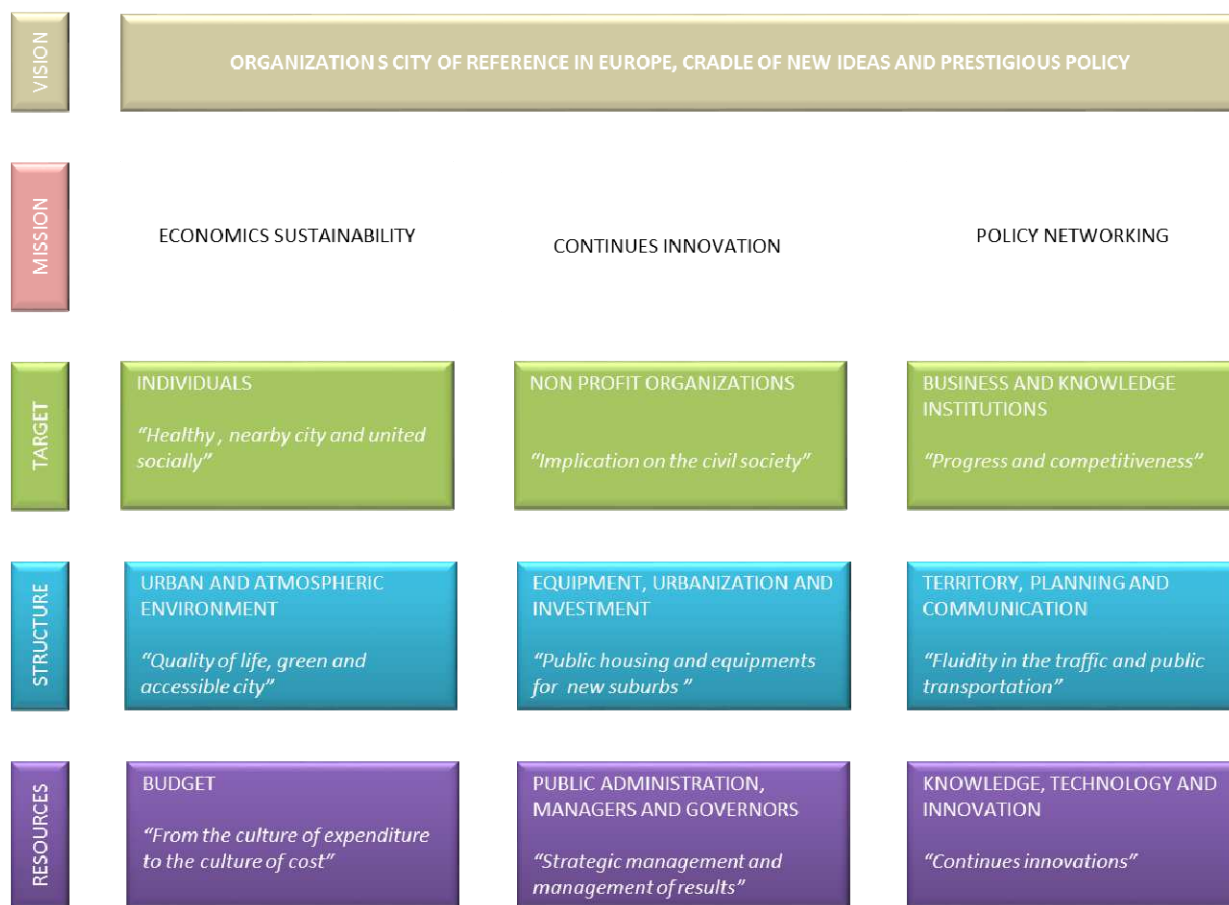 VISION
ORGANIZATIONS CITY OF REFERENCE IN EUROPE, CRADLE OF NEW IDEAS AND PRESTIGIOUS POLICY
MISSION
ECONOMICS SUSTAINABILITY
CONTINUES INNOVATION
POLICY NETWORKING
TARGET
INDIVIDUALS
“Healthy , nearby city and united
socially”
NON PROFIT ORGANIZATIONS
“Implication on the civil society”
BUSINESS AND KNOWLEDGE
INSTITUTIONS
“Progress and competitiveness”
STRUCTURE
URBAN AND ATMOSPHERIC
ENVIRONMENT
“Quality of life, green and
accessible city”
EQUIPMENT, URBANIZATION AND
INVESTMENT
“Public housing and equipments
for new suburbs ”
TERRITORY, PLANNING AND
COMMUNICATION
“Fluidity in the traffic and public
transportation”
RESOURCES
BUDGET
“From the culture of expenditure
to the culture of cost”
PUBLIC ADMINISTRATION,
MANAGERS AND GOVERNORS
“Strategic management and
management of results”
KNOWLEDGE, TECHNOLOGY AND
INNOVATION
“Continues innovations”